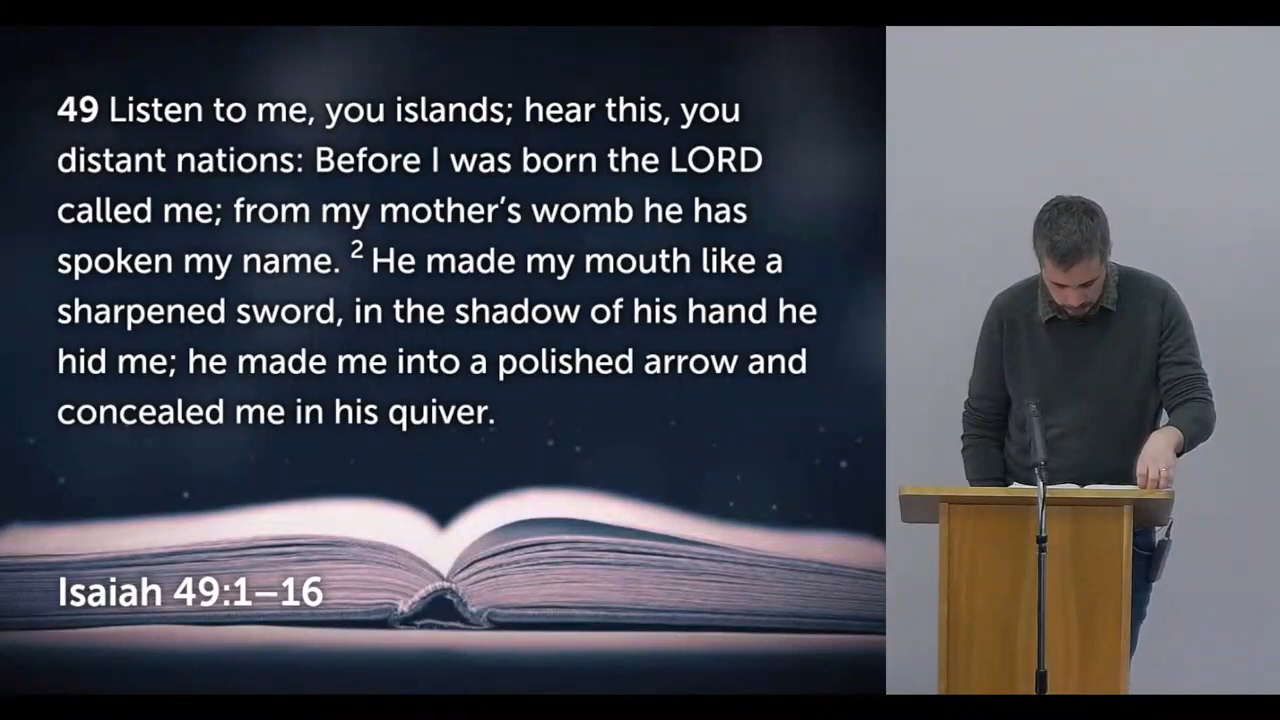 49 Listen to me, you islands; hear this, you
distant nations: Before I was born the LORD
called me; from my mother’s womb he has
spoken my name. 2 He made my mouth like a
sharpened sword, in the shadow of his hand he
hid me; he made me into a polished arrow and
concealed me in his quiver.
Isaiah 49:1–16